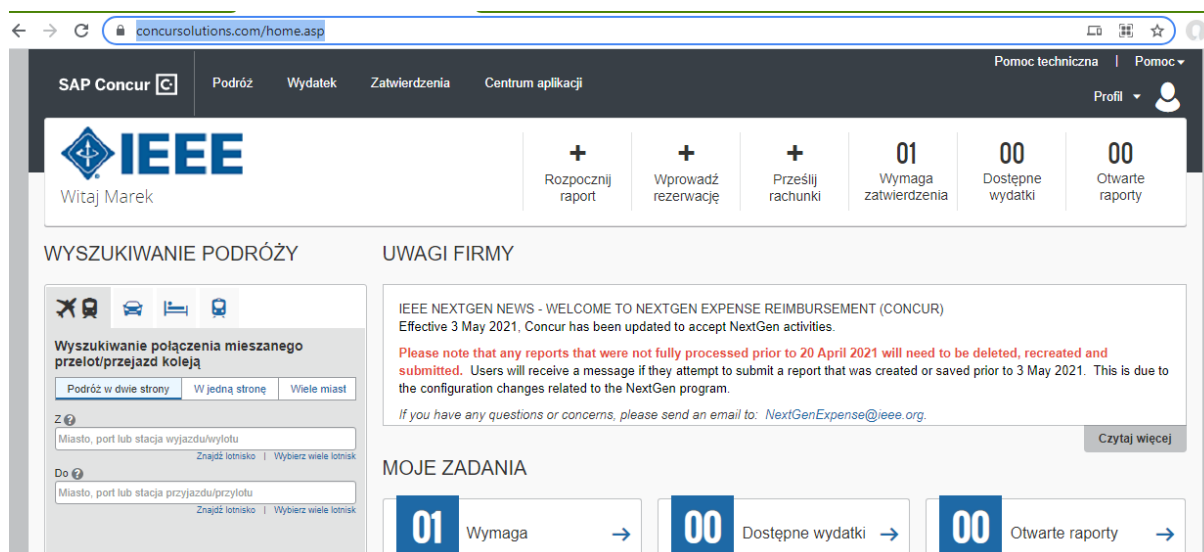 concursolutions.com/home.asp
Pomoc techniczna | Pomoc
SAP Concur C
Podróż Wydatek Zatwierdzenia Centrum aplikacji
Profil
IEEE
Witaj Marek
+ Rozpocznij raport
+ Wprowadź rezerwację
+ Prześlij rachunki
01 Wymaga zatwierdzenia
00 Dostępne wydatki
00 Otwarte raporty
WYSZUKIWANIE PODRÓŻY
Wyszukiwanie połączenia mieszanego
przelot/przejazd koleją
Podróż w dwie strony W jedną stronę Wiele miast
Z ?
Miasto, port lub stacja wyjazdu/wylotu
Znajdź lotnisko | Wybierz wiele lotnisk
Do ?
Miasto, port lub stacja przyjazdu/przylotu
Znajdź lotnisko | Wybierz wiele lotnisk
UWAGI FIRMY
IEEE NEXTGEN NEWS - WELCOME TO NEXTGEN EXPENSE REIMBURSEMENT (CONCUR)
Effective 3 May 2021, Concur has been updated to accept NextGen activities.
Please note that any reports that were not fully processed prior to 20 April 2021 will need to be deleted, recreated and
submitted. Users will receive a message if they attempt to submit a report that was created or saved prior to 3 May 2021. This is due to
the configuration changes related to the NextGen program.
If you have any questions or concerns, please send an email to: NextGenExpense@ieee.org.
Czytaj więcej
MOJE ZADANIA
01 Wymaga →
00 Dostępne wydatki →
00 Otwarte raporty →